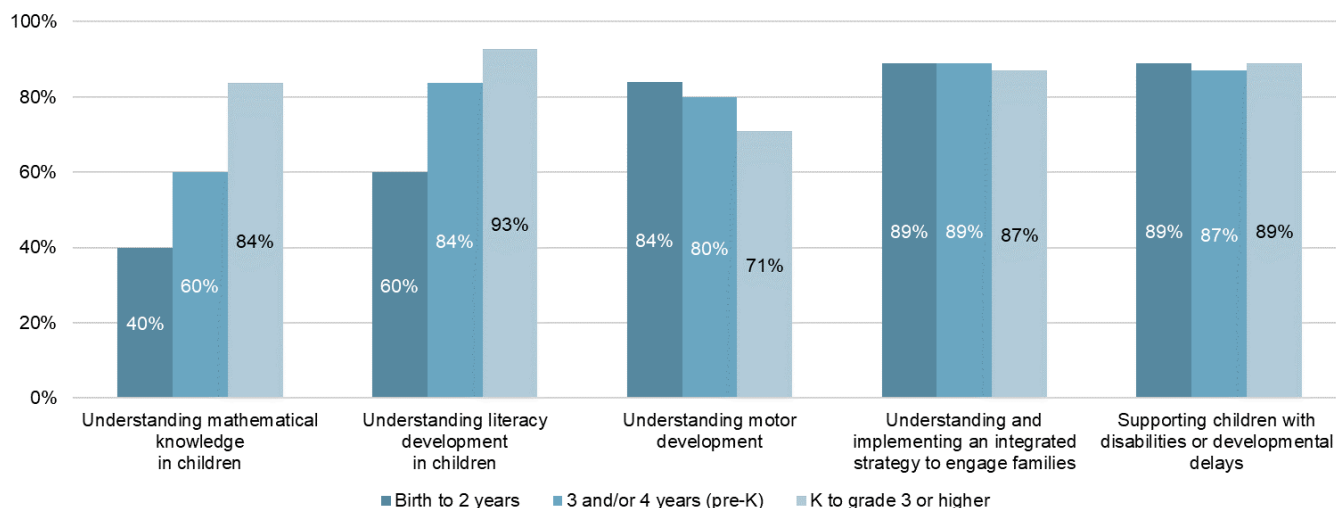 100%
80%
60%
40%
20%
0%
40%
60%
84%
60%
84%
93%
84%
80%
71%
89%
89%
87%
89%
87%
89%
Understanding mathematical
knowledge
in children
Understanding literacy
development
in children
Understanding motor
development
Understanding and
implementing an integrated
strategy to engage families
Supporting children with
disabilities or developmental
delays
Birth to 2 years
3 and/or 4 years (pre-K)
K to grade 3 or higher